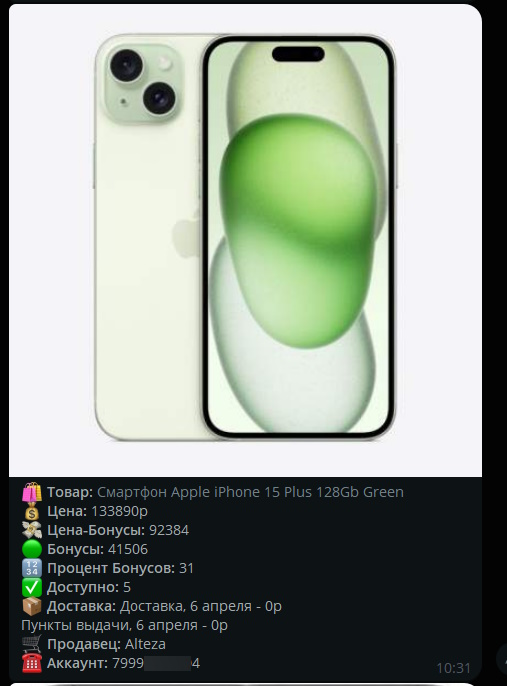 Товар: Смартфон Apple iPhone 15 Plus 128Gb Green
Цена: 133890р
Цена-Бонусы: 92384
Бонусы: 41506
1234 Процент Бонусов: 31
Доступно: 5
Доставка: Доставка, 6 апреля - 0р
Пункты выдачи, 6 апреля - 0р
Продавец: Alteza
Аккаунт: 7999 4
10:31